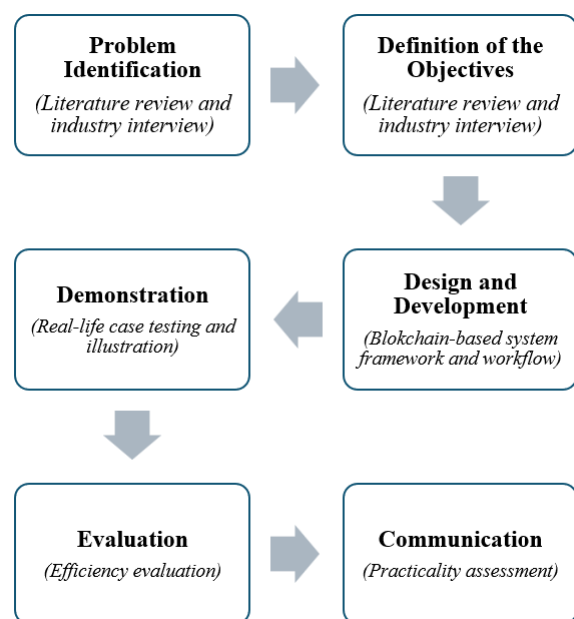 Problem
Identification
(Literature review and
industry interview)
Definition of the
Objectives
(Literature review and
industry interview)
Design and
Development
(Blokchain-based system
framework and workflow)
Demonstration
(Real-life case testing and
illustration)
Evaluation
(Efficiency evaluation)
Communication
(Practicality assessment)